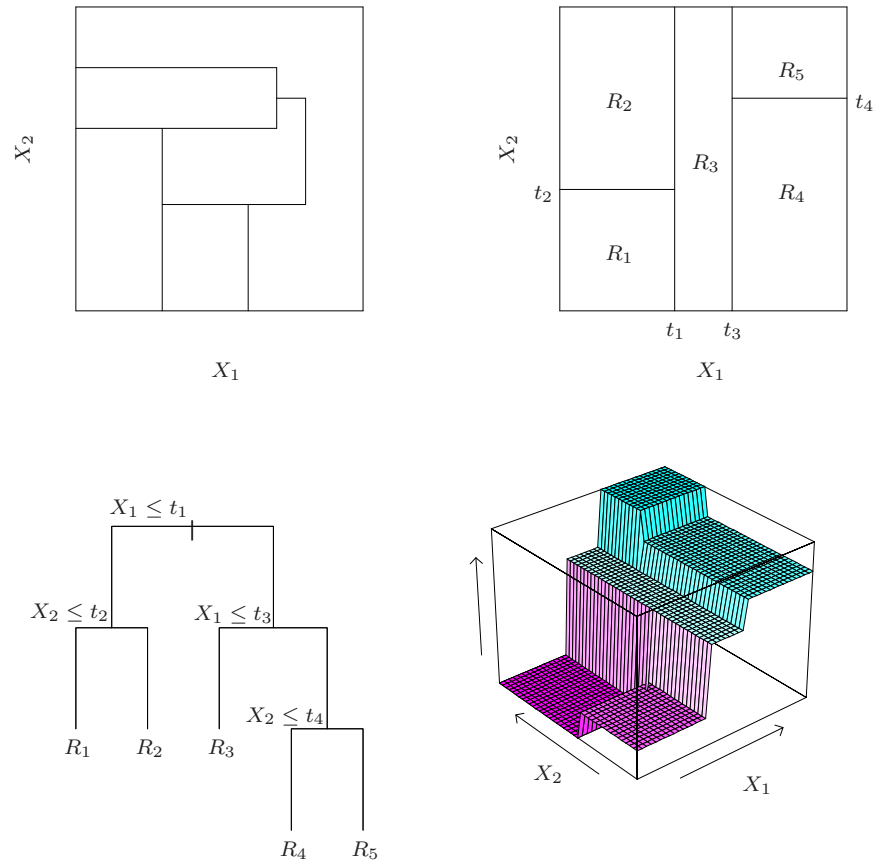 X₂
X₁
R₅
t₄
R₂
X₂
R₃
t₂
R₄
R₁
t₁
t₃
X₁
X₁ ≤ t₁
X₂ ≤ t₂
X₁ ≤ t₃
X₂ ≤ t₄
R₁
R₂
R₃
R₄
R₅
X₂
X₁